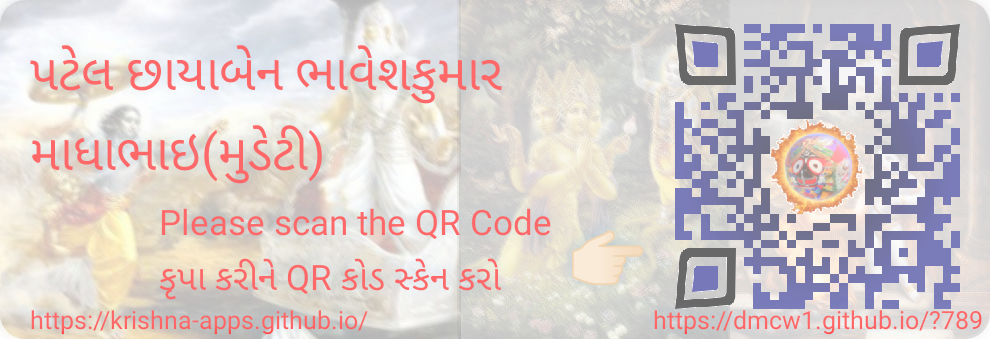 પટેલ છાયાબેન ભાવેશકુમાર
માધાભાઇ(મુડેટી)
Please scan the QR Code
કૃપા કરીને QR કોડ સ્કેન કરો
https://krishna-apps.github.io/
https://dmcw1.github.io/?789